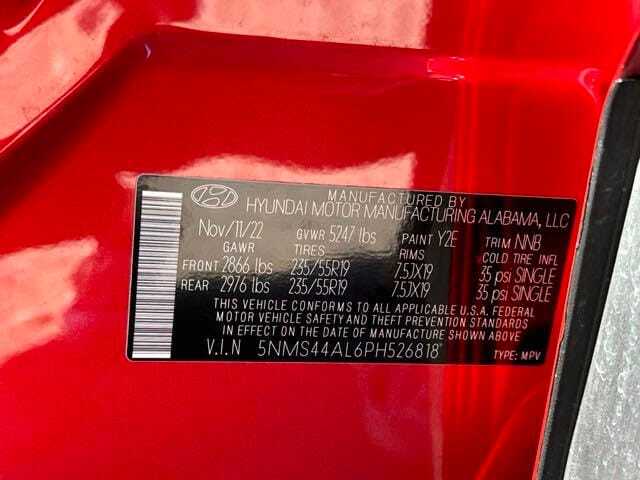 MANUFACTURED BY
HYUNDAI MOTOR MANUFACTURING ALABAMA, LLC
Nov/11/22 GVWR 5247 lbs PAINT Y2E TRIM NNB
GAWR TIRES RIMS COLD TIRE INFL
FRONT 2866 lbs 235/55R19 7.5JX19 35 psi SINGLE
REAR 2976 lbs 235/55R19 7.5JX19 35 psi SINGLE
THIS VEHICLE CONFORMS TO ALL APPLICABLE U.S.A. FEDERAL
MOTOR VEHICLE SAFETY AND THEFT PREVENTION STANDARDS
IN EFFECT ON THE DATE OF MANUFACTURE SHOWN ABOVE
V.I.N 5NMS44AL6PH526818* TYPE: MPV